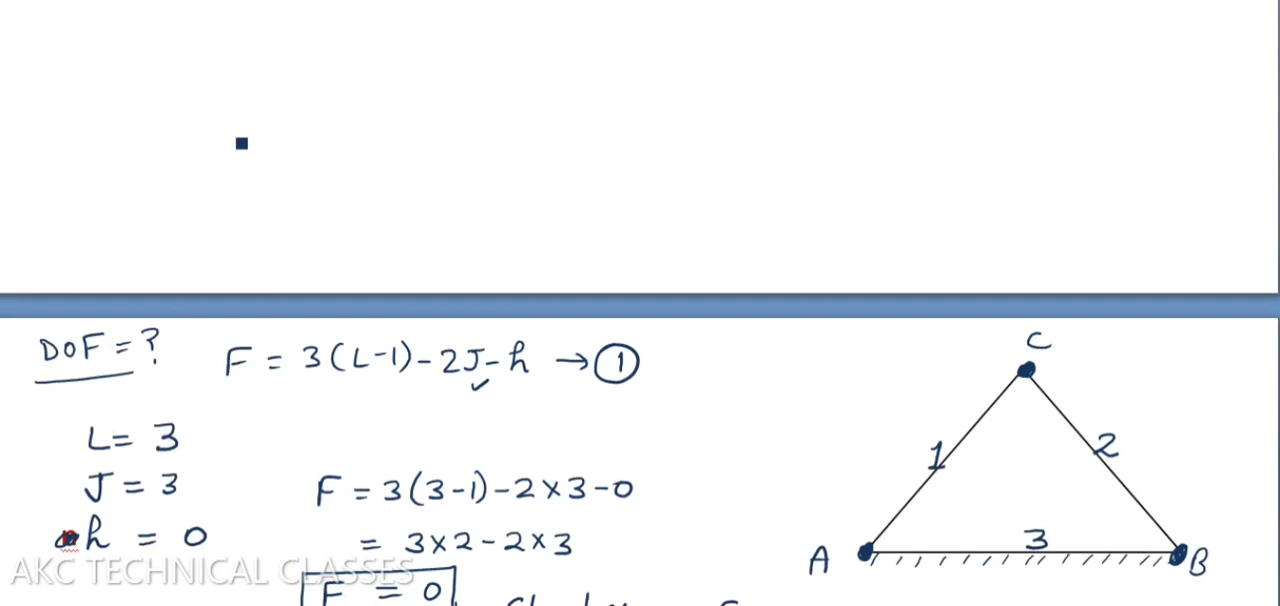 DOF = ?
F = 3(L-1) - 2J - h → ①
L = 3
J = 3
h = 0
F = 3(3-1) - 2×3 - 0
= 3×2 - 2×3
F = 0
C
1
2
3
A
B
AKC TECHNICAL CLASSES